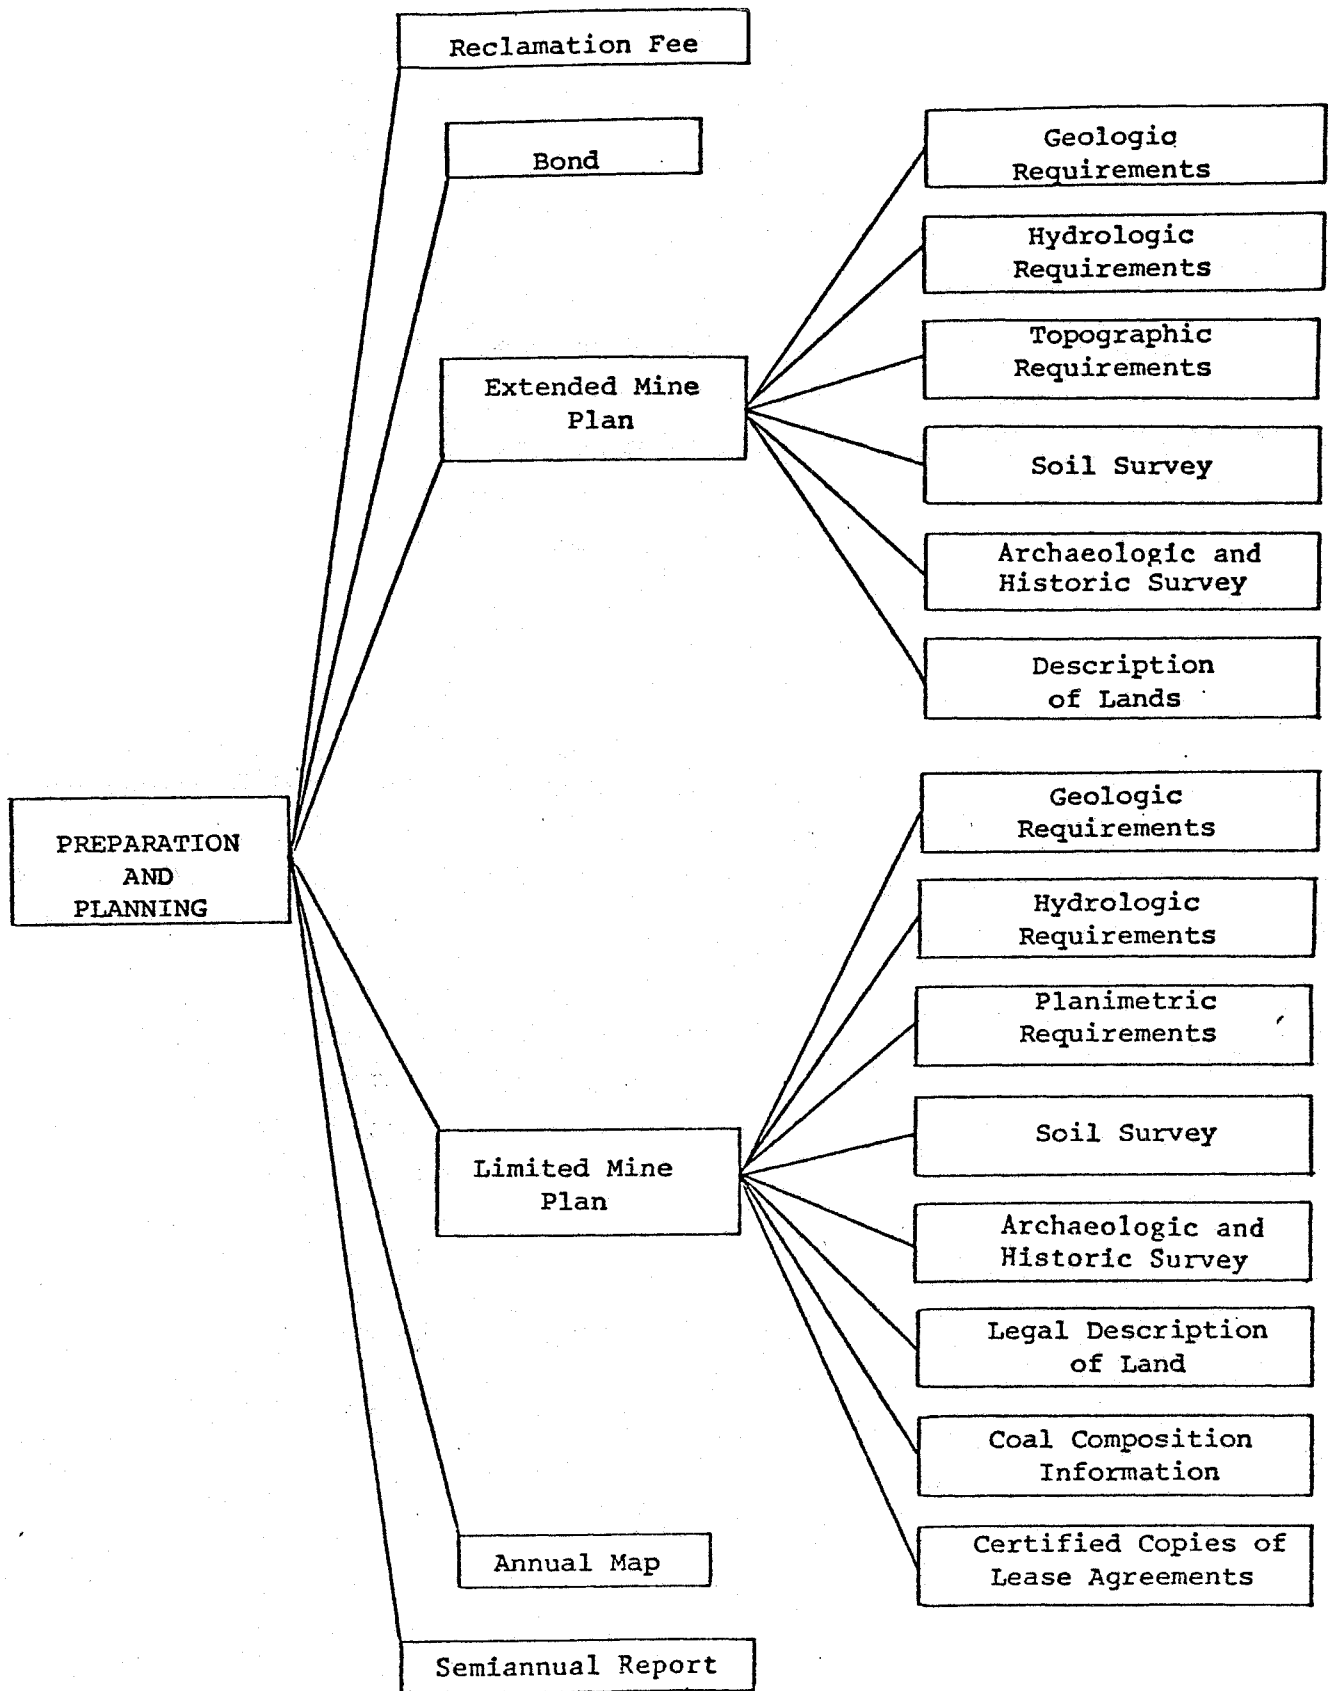 Reclamation Fee
Bond
Geologic
Requirements
Hydrologic
Requirements
Topographic
Requirements
Extended Mine
Plan
Soil Survey
Archaeologic and
Historic Survey
Description
of Lands
PREPARATION
AND
PLANNING
Geologic
Requirements
Hydrologic
Requirements
Planimetric
Requirements
Soil Survey
Limited Mine
Plan
Archaeologic and
Historic Survey
Legal Description
of Land
Coal Composition
Information
Certified Copies of
Lease Agreements
Annual Map
Semiannual Report